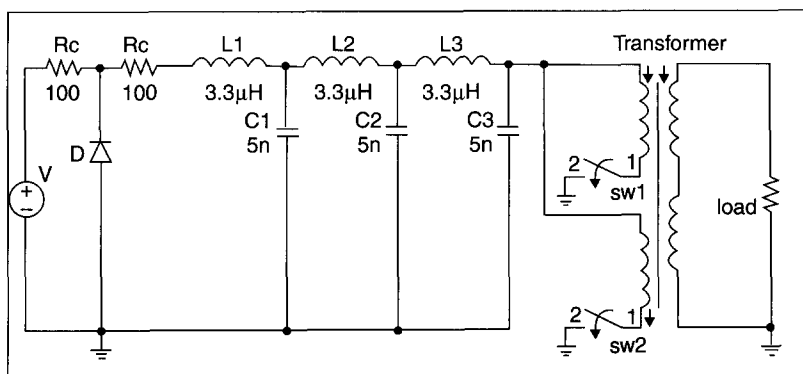 Rc
Rc
L1
L2
L3
Transformer
100
100
3.3μH
3.3μH
3.3μH
C1
5n
C2
5n
C3
5n
D
V
+
−
2
1
sw1
load
2
1
sw2